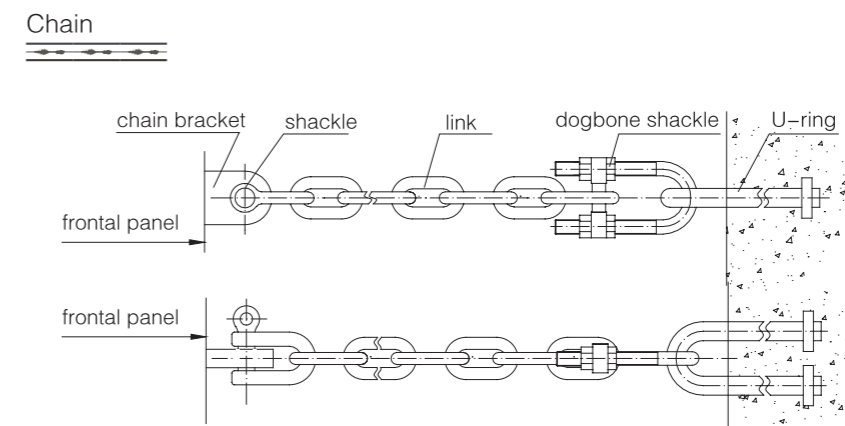 Chain
chain bracket
shackle
link
dogbone shackle
U-ring
frontal panel
frontal panel